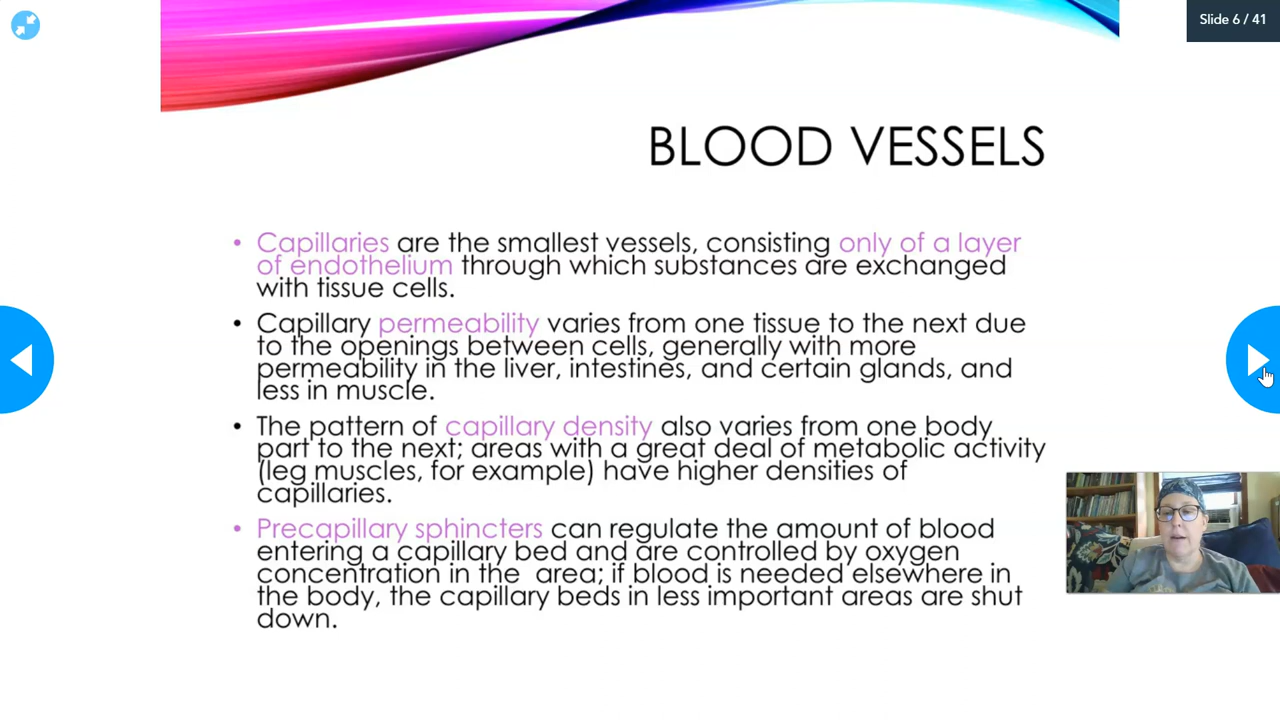 Slide 6 / 41
BLOOD VESSELS
• Capillaries are the smallest vessels, consisting only of a layer
of endothelium through which substances are exchanged
with tissue cells.
• Capillary permeability varies from one tissue to the next due
to the openings between cells, generally with more
permeability in the liver, intestines, and certain glands, and
less in muscle.
• The pattern of capillary density also varies from one body
part to the next; areas with a great deal of metabolic activity
(leg muscles, for example) have higher densities of
capillaries.
• Precapillary sphincters can regulate the amount of blood
entering a capillary bed and are controlled by oxygen
concentration in the area; if blood is needed elsewhere in
the body, the capillary beds in less important areas are shut
down.